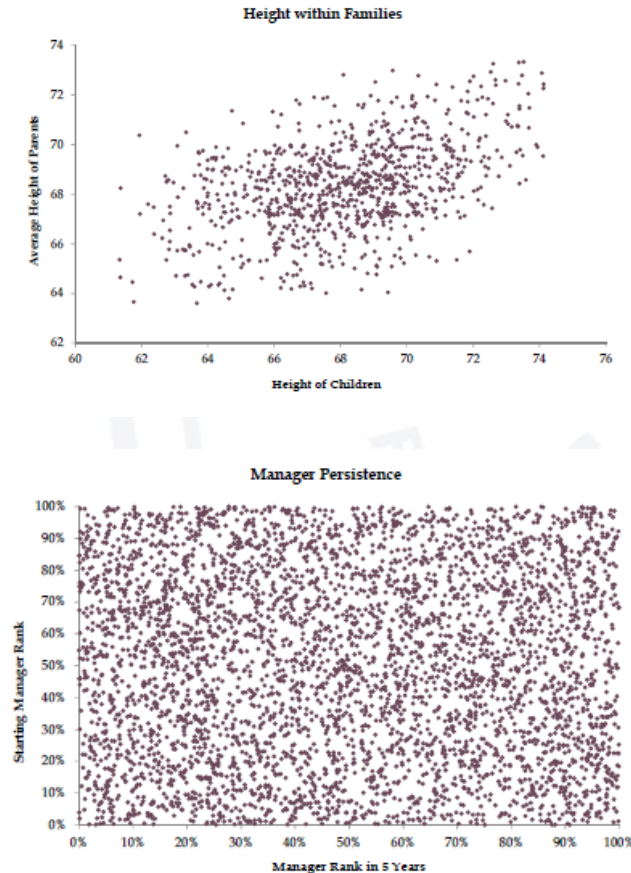 Height within Families
74
72
70
68
66
64
62
Average Height of Parents
60 62 64 66 68 70 72 74 76
Height of Children
Manager Persistence
100%
90%
80%
70%
60%
50%
40%
30%
20%
10%
0%
Starting Manager Rank
0% 10% 20% 30% 40% 50% 60% 70% 80% 90% 100%
Manager Rank in 5 Years